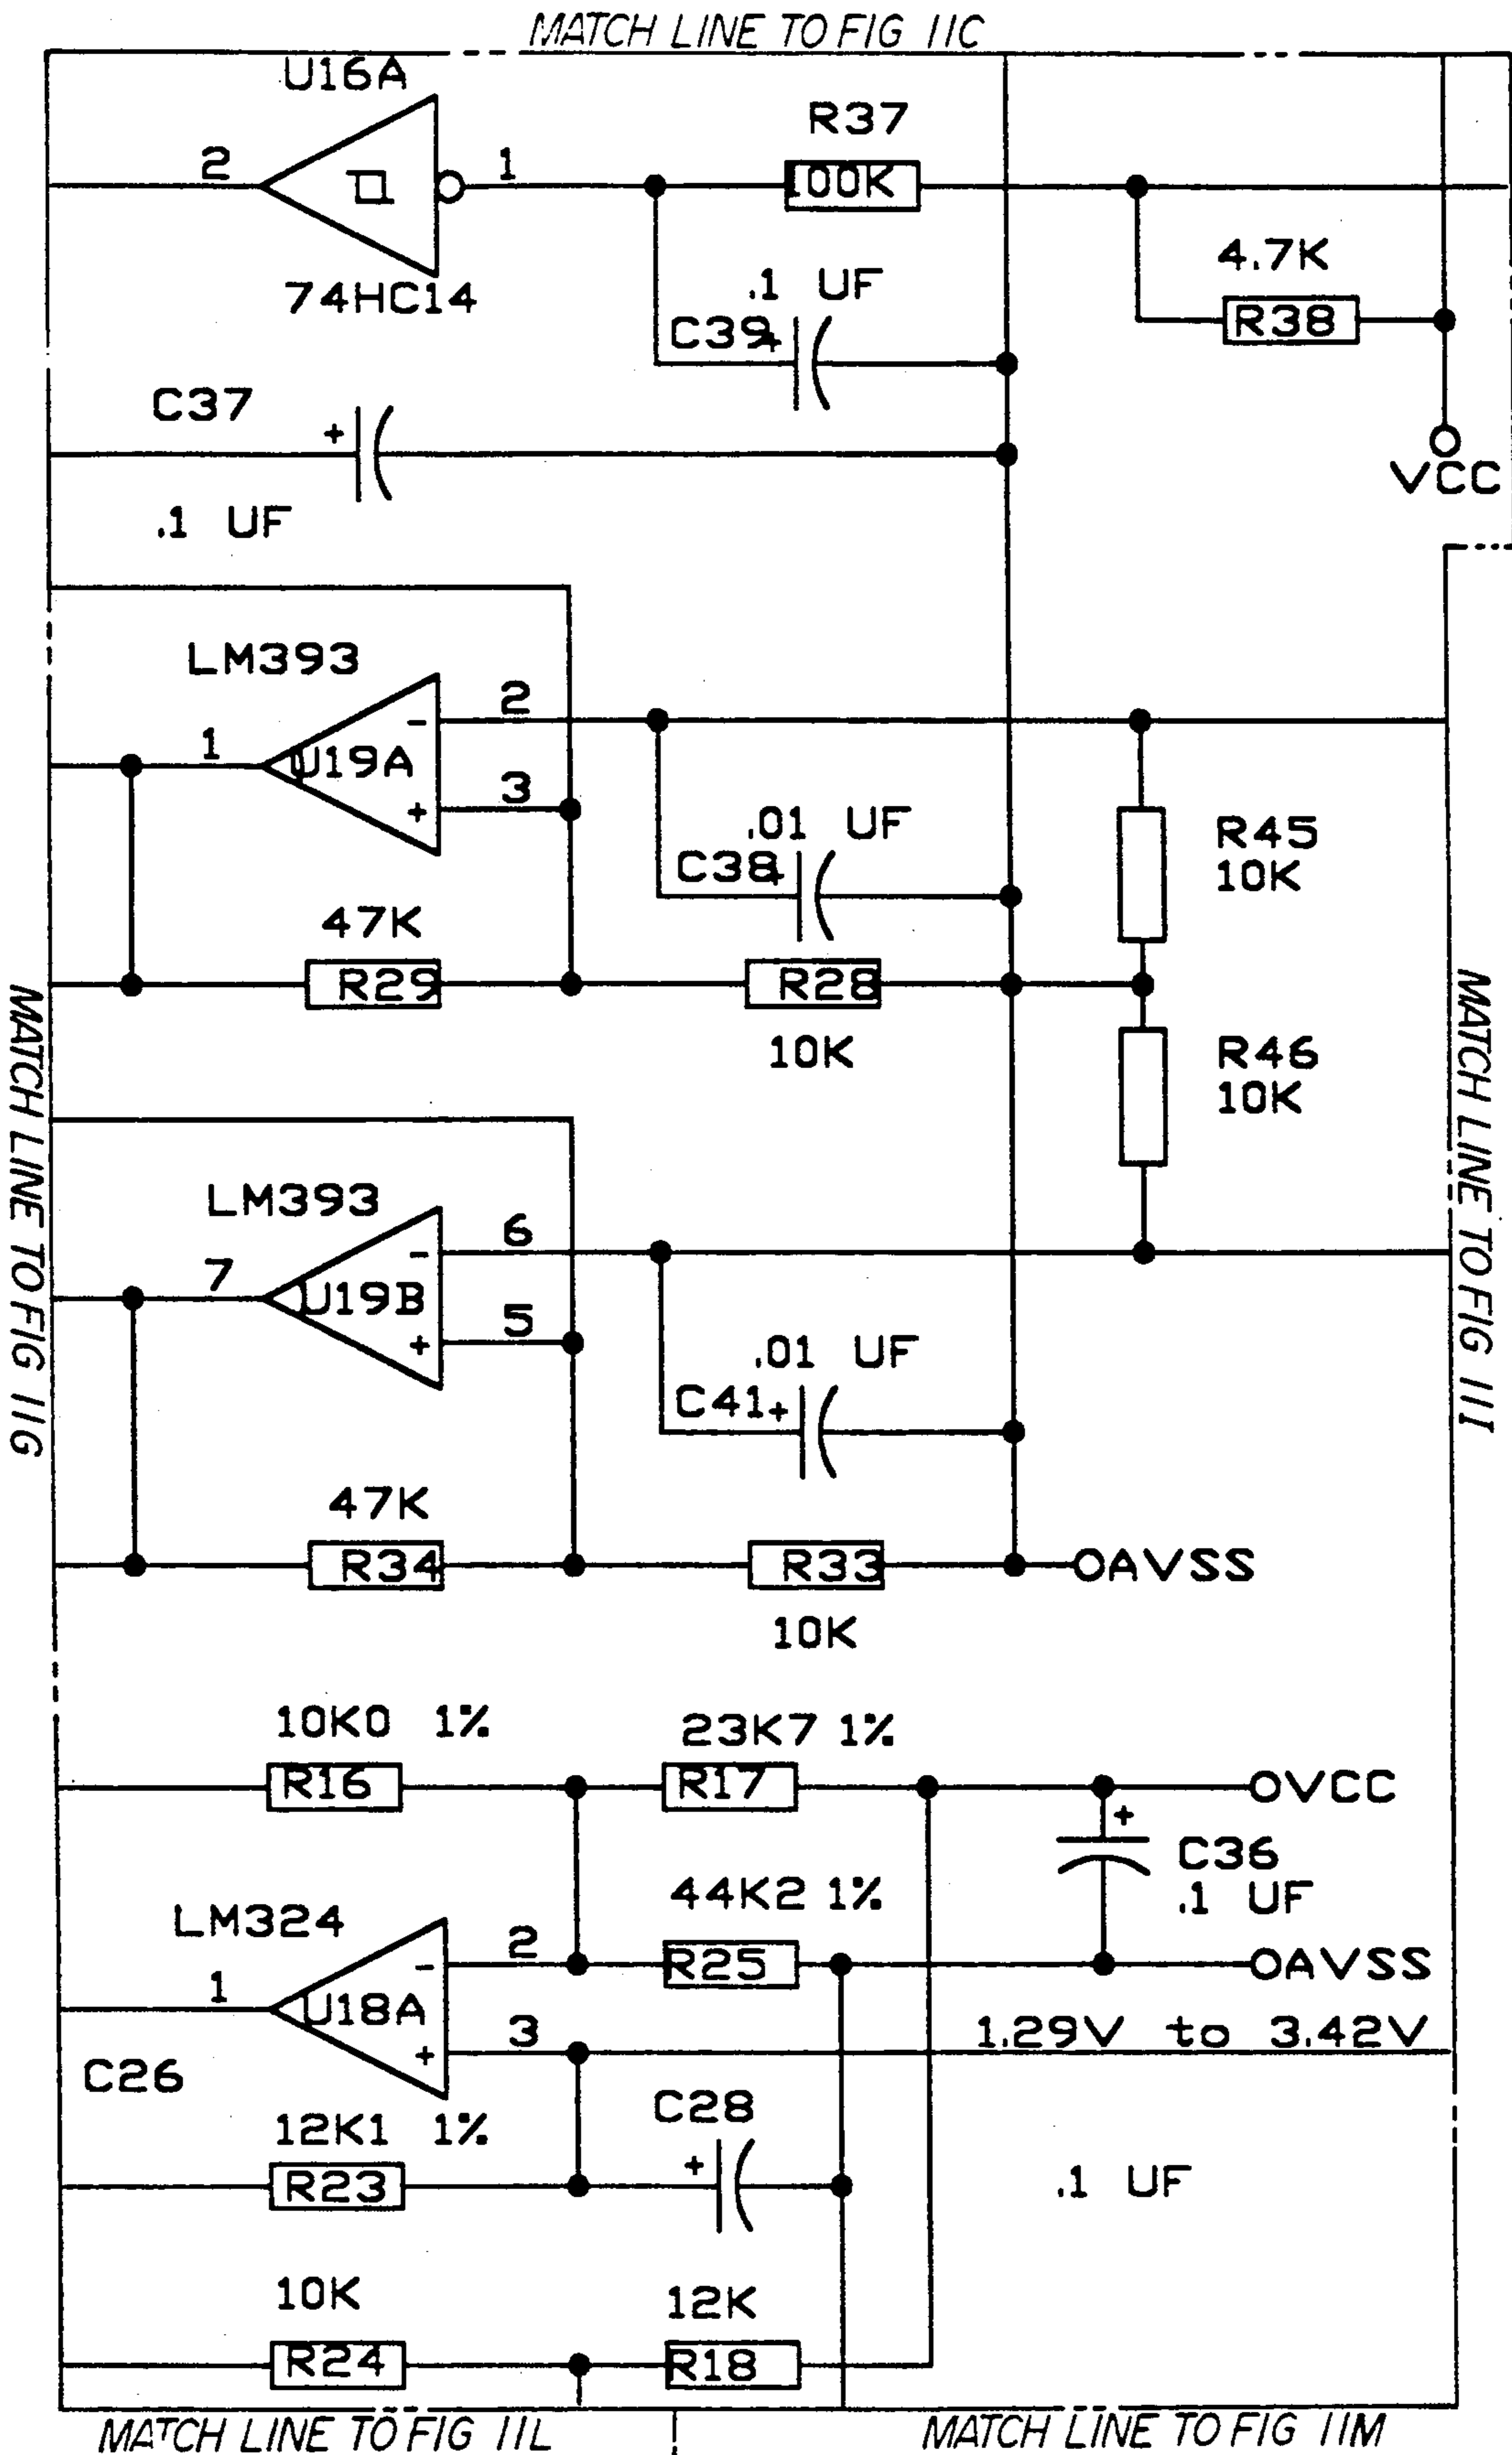 MATCH LINE TO FIG 11C
U16A
R37
2
1
100K
4.7K
74HC14
.1 UF
C39
+
R38
C37
+
VCC
.1 UF
LM393
2
-
1
U19A
3
+
.01 UF
R45
C38
+
10K
47K
R29
R28
10K
R46
10K
MATCH LINE TO FIG 11G
MATCH LINE TO FIG 11I
LM393
6
-
7
U19B
5
+
.01 UF
C41
+
47K
R34
R33
AVSS
10K
10K0 1%
23K7 1%
R16
R17
VCC
+
C36
44K2 1%
.1 UF
LM324
2
-
R25
AVSS
1
U18A
3
1.29V to 3.42V
+
C26
C28
12K1 1%
+
R23
.1 UF
10K
12K
R24
R18
MATCH LINE TO FIG 11L
MATCH LINE TO FIG 11M